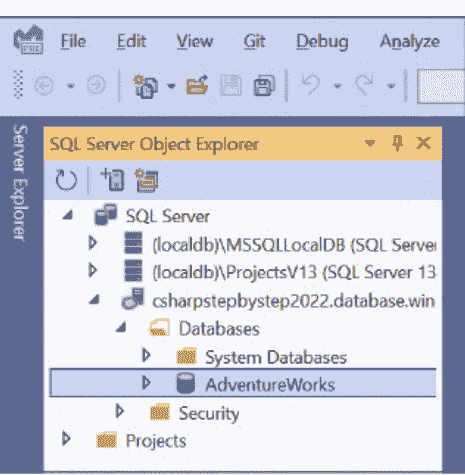 File Edit View Git Debug Analyze
SQL Server Object Explorer
Server Explorer
SQL Server
(localdb)\MSSQLLocalDB (SQL Server
(localdb)\ProjectsV13 (SQL Server 13
csharpstepbystep2022.database.win
Databases
System Databases
AdventureWorks
Security
Projects